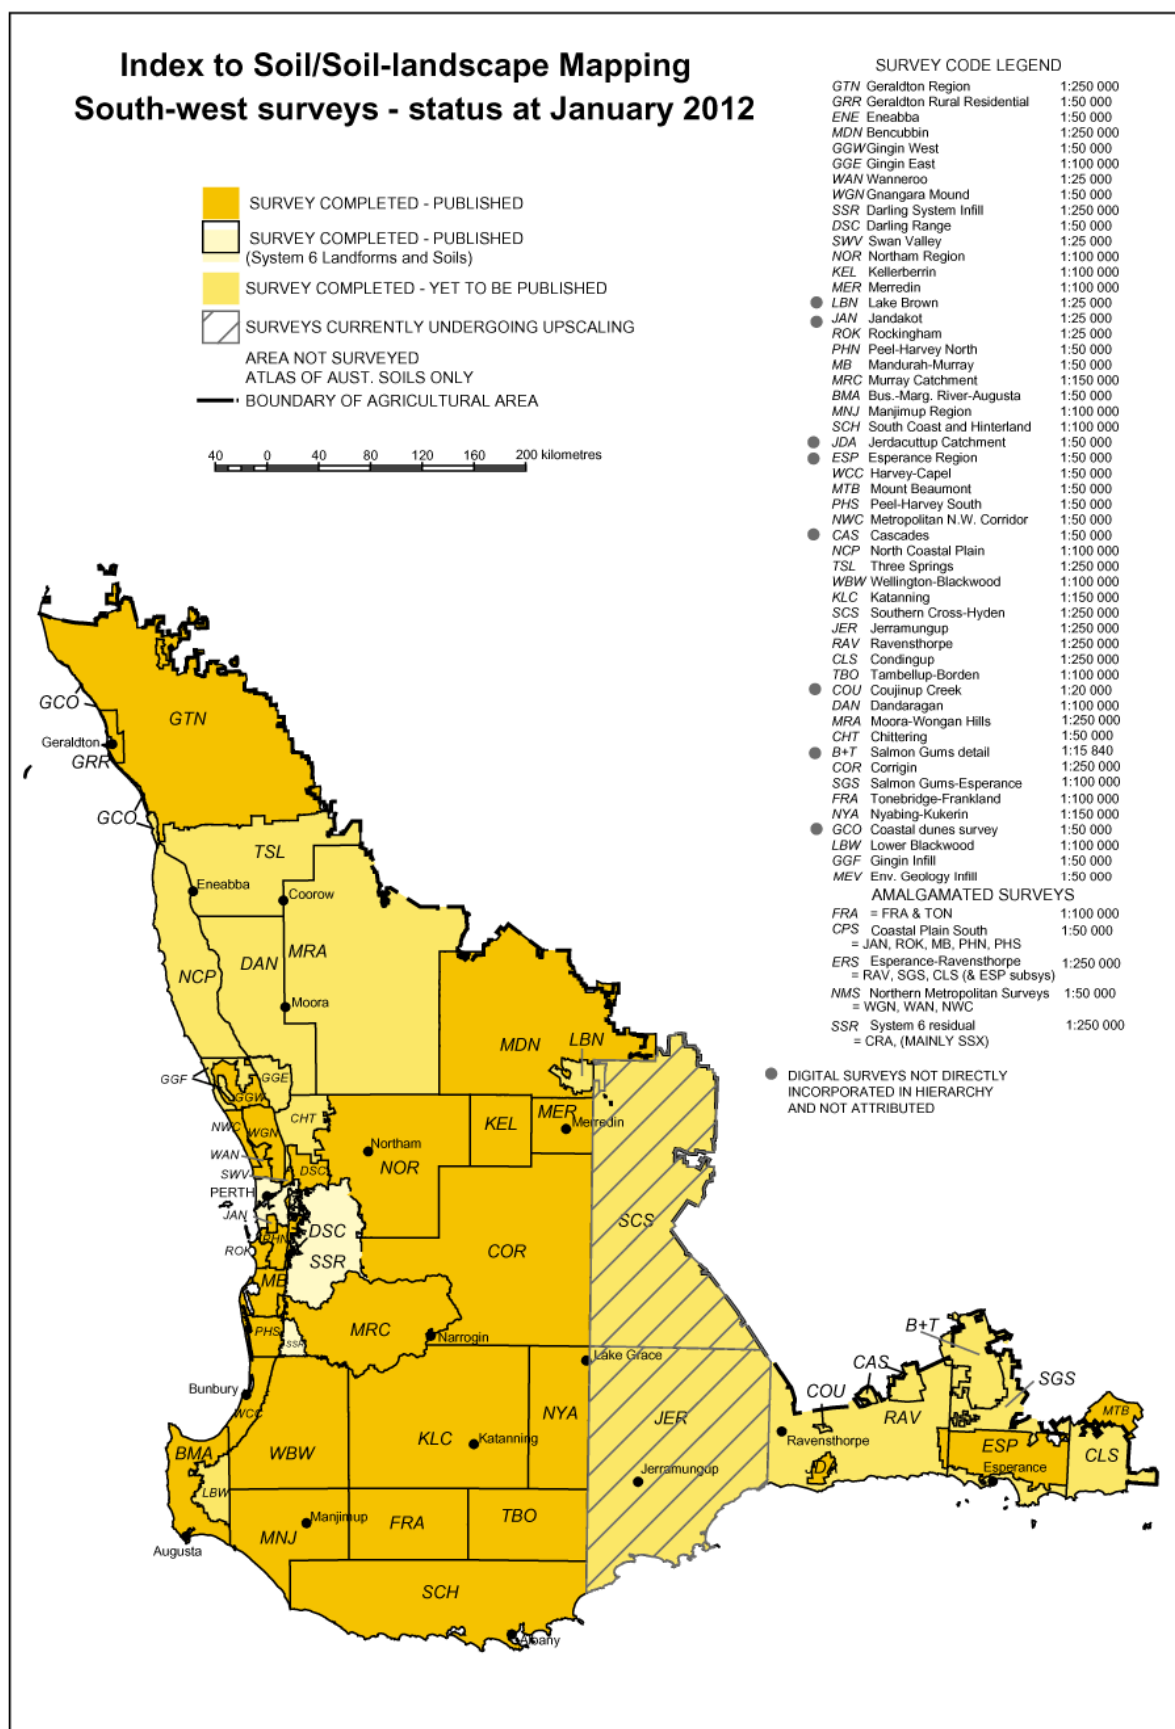 Index to Soil/Soil-landscape Mapping
South-west surveys - status at January 2012
SURVEY COMPLETED - PUBLISHED
SURVEY COMPLETED - PUBLISHED
(System 6 Landforms and Soils)
SURVEY COMPLETED - YET TO BE PUBLISHED
SURVEYS CURRENTLY UNDERGOING UPSCALING
AREA NOT SURVEYED
ATLAS OF AUST. SOILS ONLY
BOUNDARY OF AGRICULTURAL AREA
40 0 40 80 120 160 200 kilometres
SURVEY CODE LEGEND
GTN Geraldton Region 1:250 000
GRR Geraldton Rural Residential 1:50 000
ENE Eneabba 1:50 000
MDN Bencubbin 1:250 000
GGW Gingin West 1:50 000
GGE Gingin East 1:100 000
WAN Wanneroo 1:25 000
WGN Gnangara Mound 1:50 000
SSR Darling System Infill 1:250 000
DSC Darling Range 1:50 000
SWV Swan Valley 1:25 000
NOR Northam Region 1:100 000
KEL Kellerberrin 1:100 000
MER Merredin 1:100 000
LBN Lake Brown 1:25 000
JAN Jandakot 1:25 000
ROK Rockingham 1:25 000
PHN Peel-Harvey North 1:50 000
MB Mandurah-Murray 1:50 000
MRC Murray Catchment 1:150 000
BMA Bus.-Marg. River-Augusta 1:50 000
MNJ Manjimup Region 1:100 000
SCH South Coast and Hinterland 1:100 000
JDA Jerdacuttup Catchment 1:50 000
ESP Esperance Region 1:50 000
WCC Harvey-Capel 1:50 000
MTB Mount Beaumont 1:50 000
PHS Peel-Harvey South 1:50 000
NWC Metropolitan N.W. Corridor 1:50 000
CAS Cascades 1:50 000
NCP North Coastal Plain 1:100 000
TSL Three Springs 1:250 000
WBW Wellington-Blackwood 1:100 000
KLC Katanning 1:150 000
SCS Southern Cross-Hyden 1:250 000
JER Jerramungup 1:250 000
RAV Ravensthorpe 1:250 000
CLS Condingup 1:250 000
TBO Tambellup-Borden 1:100 000
COU Coujinup Creek 1:20 000
DAN Dandaragan 1:100 000
MRA Moora-Wongan Hills 1:250 000
CHT Chittering 1:50 000
B+T Salmon Gums detail 1:15 840
COR Corrigin 1:250 000
SGS Salmon Gums-Esperance 1:100 000
FRA Tonebridge-Frankland 1:100 000
NYA Nyabing-Kukerin 1:150 000
GCO Coastal dunes survey 1:50 000
LBW Lower Blackwood 1:100 000
GGF Gingin Infill 1:50 000
MEV Env. Geology Infill 1:50 000
AMALGAMATED SURVEYS
FRA = FRA & TON 1:100 000
CPS Coastal Plain South 1:50 000
= JAN, ROK, MB, PHN, PHS
ERS Esperance-Ravensthorpe 1:250 000
= RAV, SGS, CLS (& ESP subsys)
NMS Northern Metropolitan Surveys 1:50 000
= WGN, WAN, NWC
SSR System 6 residual 1:250 000
= CRA, (MAINLY SSX)
DIGITAL SURVEYS NOT DIRECTLY
INCORPORATED IN HIERARCHY
AND NOT ATTRIBUTED
GCO
GTN
Geraldton
GRR
GCO
TSL
Eneabba
Coorow
MRA
DAN
NCP
Moora
MDN
LBN
GGF
GGE
GGW
CHT
NWC
WGN
KEL
MER
Merredin
Northam
WAN
NOR
SWV
DSC
PERTH
JAN
DSC
SCS
PHN
ROK
SSR
COR
MB
PHS
SSR
MRC
Narrogin
B+T
Lake Grace
CAS
SGS
Bunbury
COU
WCC
NYA
JER
RAV
MTB
KLC
Katanning
Ravensthorpe
BMA
WBW
ESP
CLS
JDA
Esperance
LBW
Jerramungup
Manjimup
FRA
TBO
MNJ
Augusta
SCH
Albany